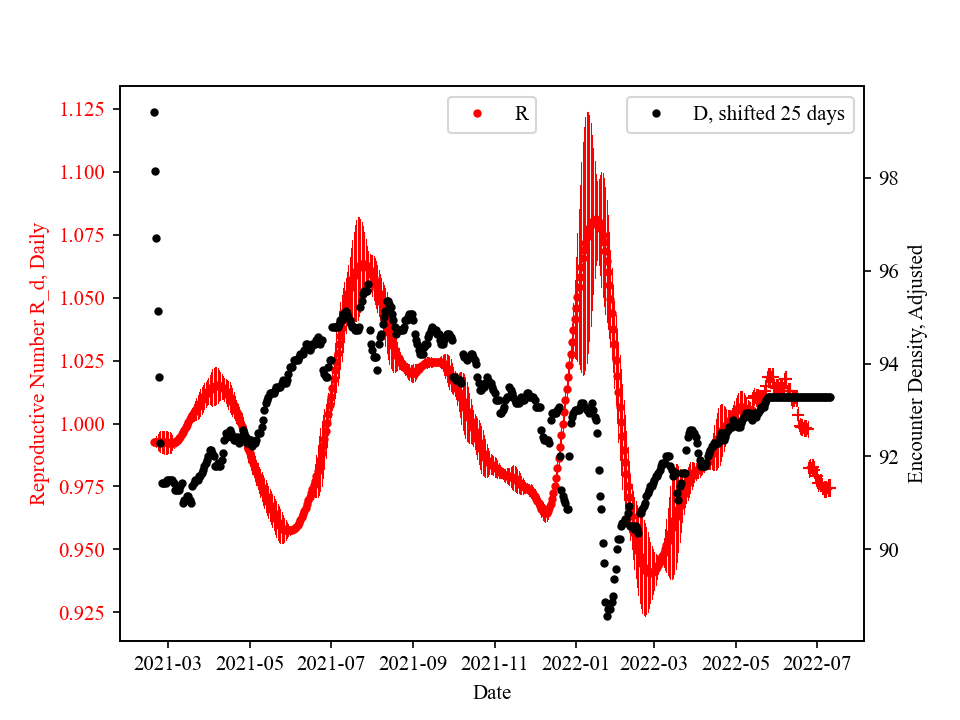 R
D, shifted 25 days
1.125
1.100
1.075
1.050
1.025
1.000
0.975
0.950
0.925
Reproductive Number R_d, Daily
98
96
94
92
90
Encounter Density, Adjusted
2021-03 2021-05 2021-07 2021-09 2021-11 2022-01 2022-03 2022-05 2022-07
Date